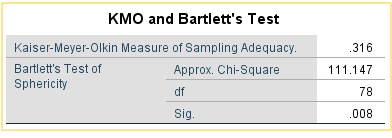 KMO and Bartlett's Test
Kaiser-Meyer-Olkin Measure of Sampling Adequacy. .316
Bartlett's Test of Sphericity Approx. Chi-Square 111.147
df 78
Sig. .008